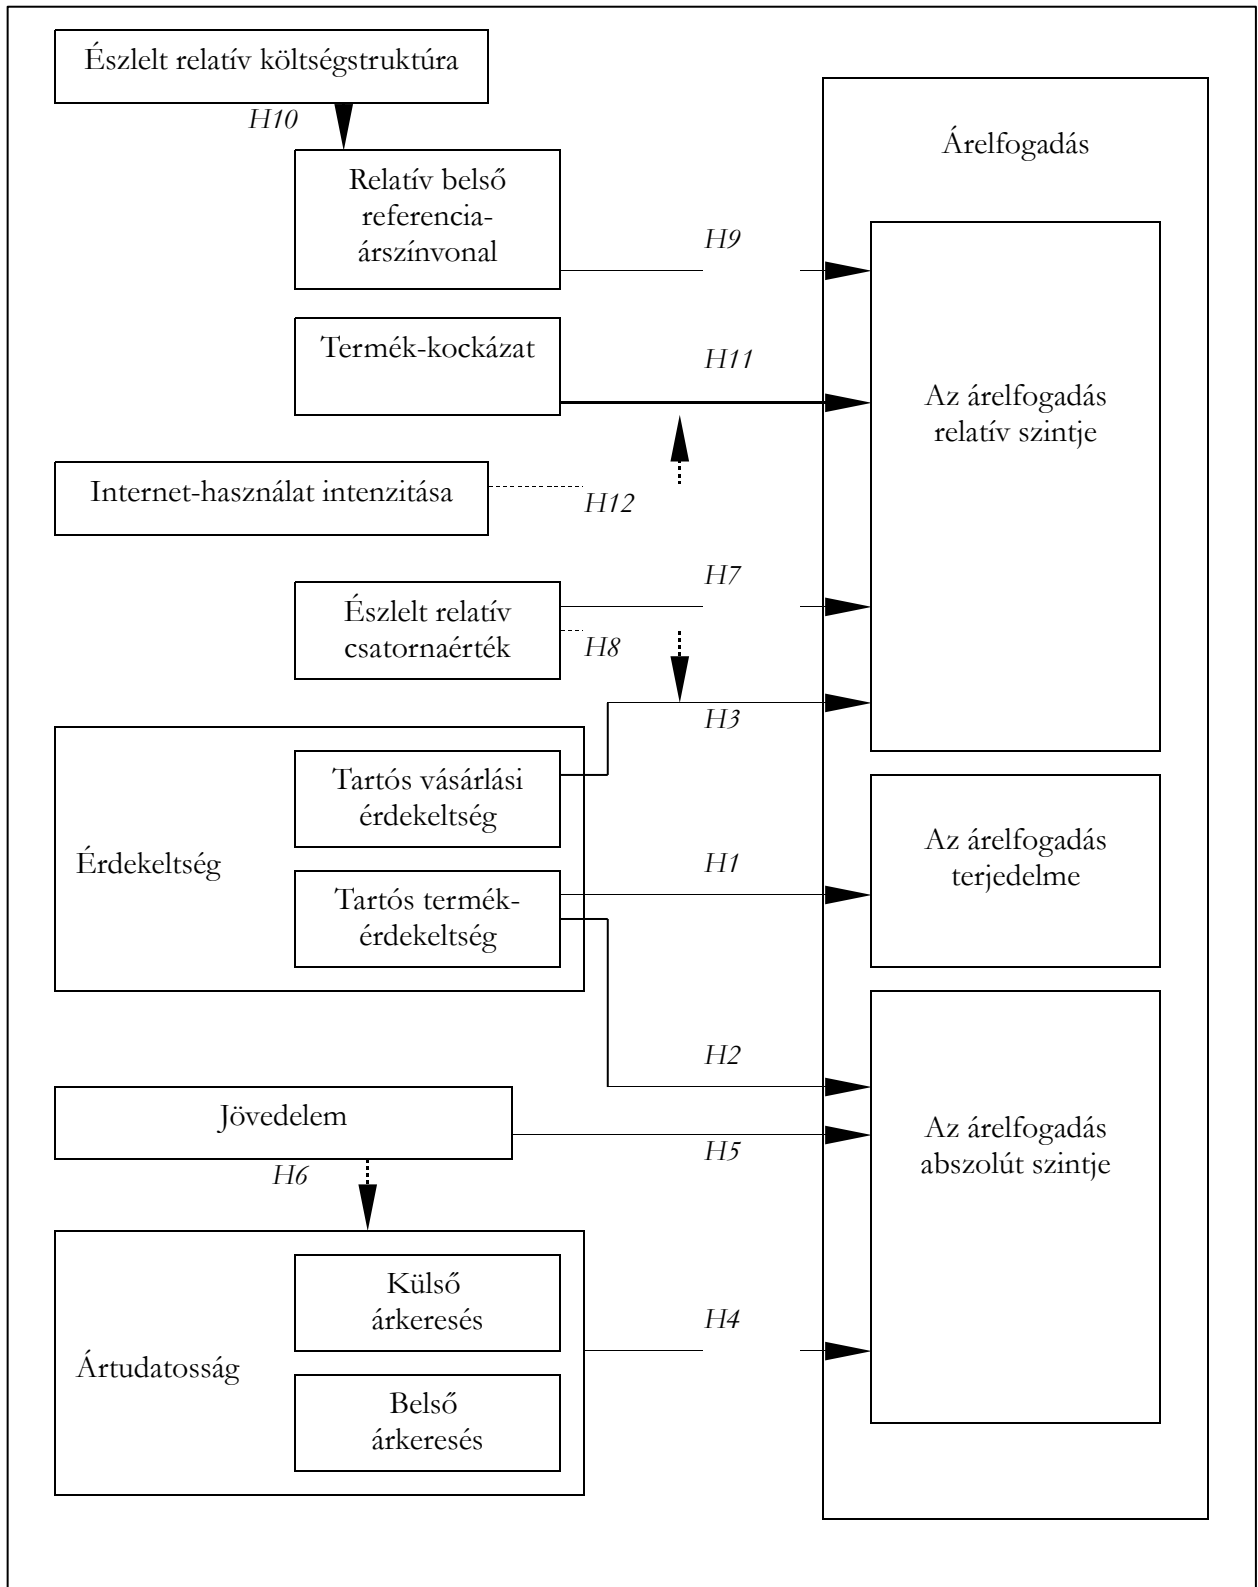 Észlelt relatív költségstruktúra
H10
Árelfogadás
Relatív belső
referencia-
árszínvonal
H9
Termék-kockázat
H11
Az árelfogadás
relatív szintje
Internet-használat intenzitása
H12
H7
Észlelt relatív
csatornaérték
H8
H3
Tartós vásárlási
érdekeltség
Érdekeltség
H1
Az árelfogadás
terjedelme
Tartós termék-
érdekeltség
H2
Jövedelem
H5
Az árelfogadás
abszolút szintje
H6
Külső
árkeresés
H4
Ártudatosság
Belső
árkeresés